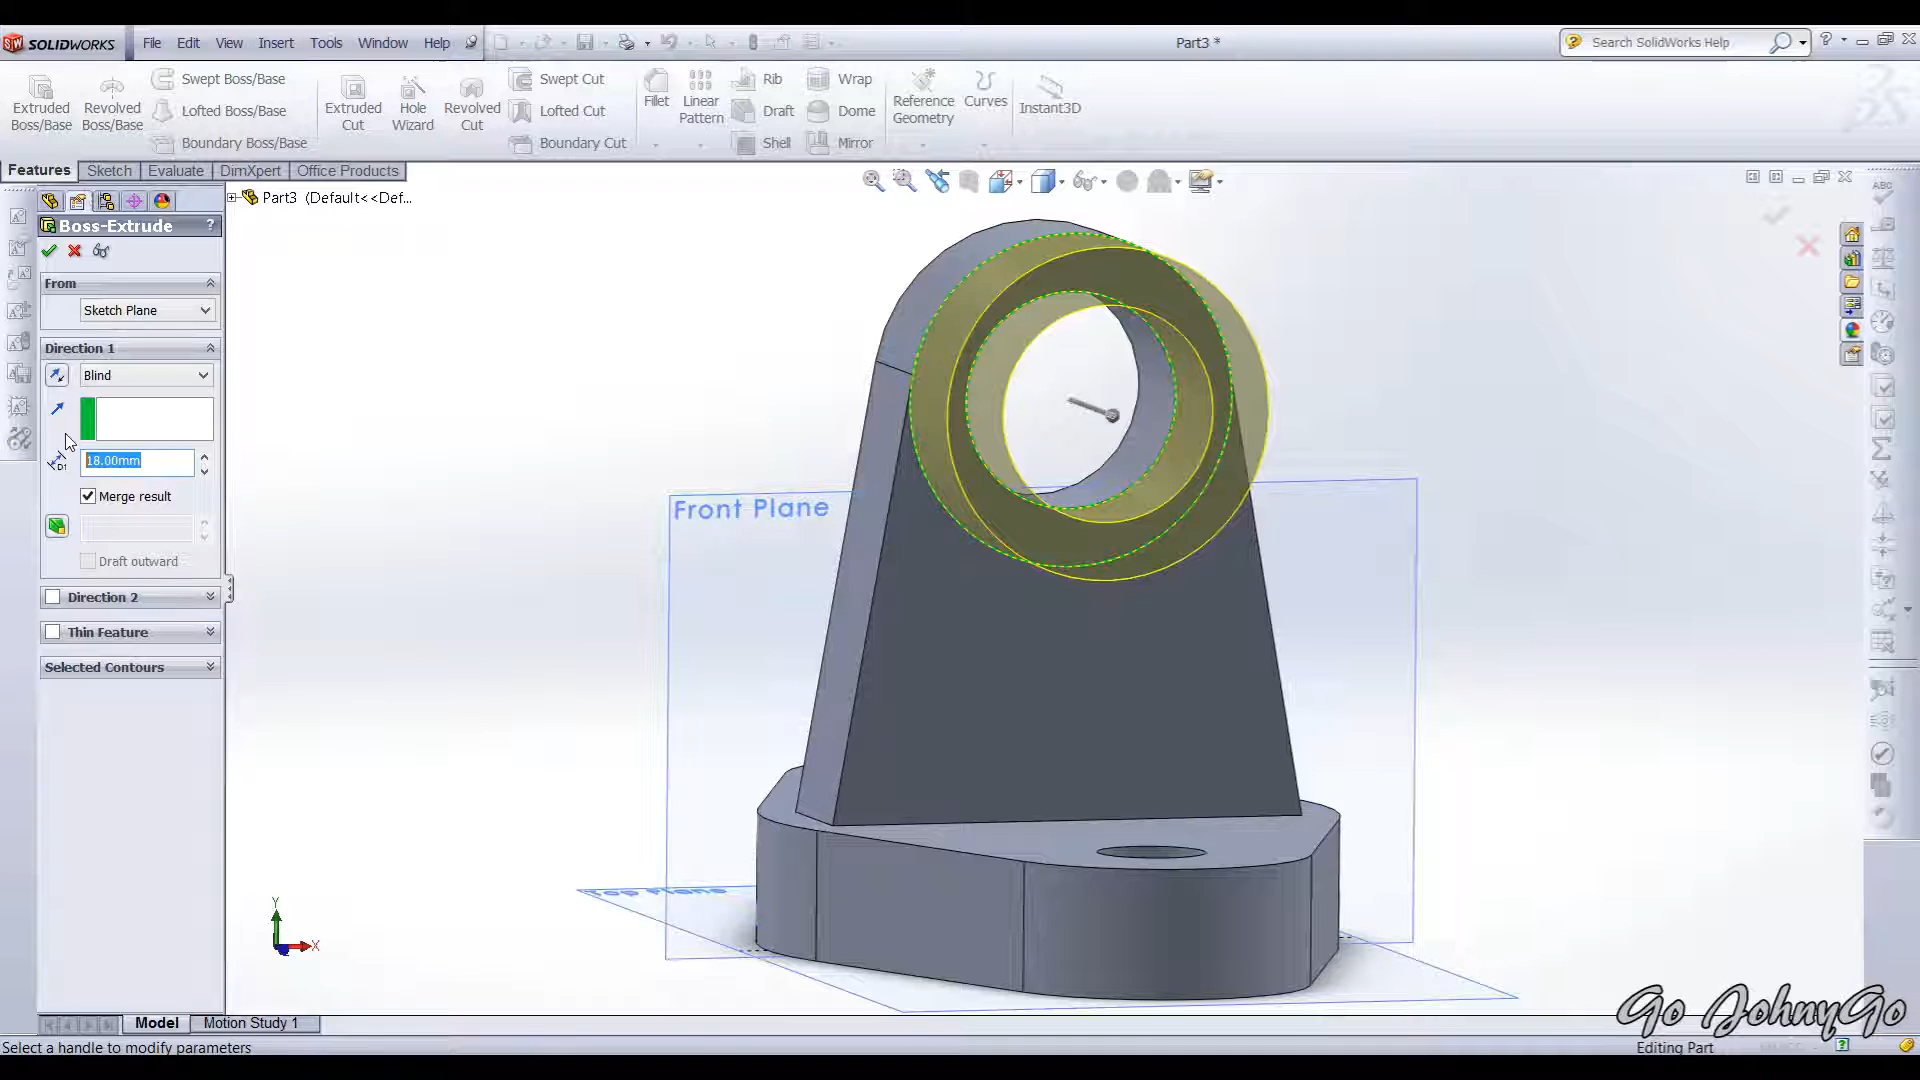 SOLIDWORKS File Edit View Insert Tools Window Help Part3 * Search SolidWorks Help ?
Extruded Boss/Base
Revolved Boss/Base
Swept Boss/Base
Lofted Boss/Base
Boundary Boss/Base
Extruded Cut
Hole Wizard
Revolved Cut
Swept Cut
Lofted Cut
Boundary Cut
Fillet
Linear Pattern
Rib
Draft
Shell
Wrap
Dome
Mirror
Reference Geometry
Curves
Instant3D
Features Sketch Evaluate DimXpert Office Products
Part3 (Default<<Def...
Boss-Extrude ?
From
Sketch Plane
Direction 1
Blind
D1 18.00mm
Merge result
Draft outward
Direction 2
Thin Feature
Selected Contours
Front Plane
Top Plane
Y
X
ABC
Model Motion Study 1
Go JohnyGo
Select a handle to modify parameters Editing Part